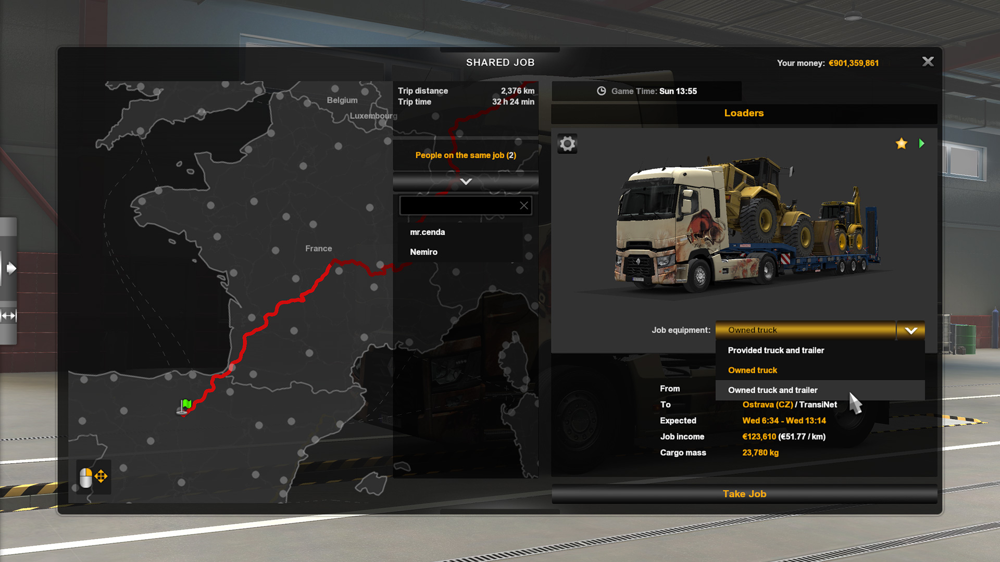 SHARED JOB
Your money: €901,359,861
Trip distance 2,376 km
Trip time 32 h 24 min
Game Time: Sun 13:55
Belgium
Luxembourg
Loaders
People on the same job (2)
mr.cenda
Nemiro
France
Job equipment: Owned truck
Provided truck and trailer
Owned truck
Owned truck and trailer
From
To Ostrava (CZ) / TransiNet
Expected Wed 6:34 - Wed 13:14
Job income €123,610 (€51.77 / km)
Cargo mass 23,780 kg
Take Job